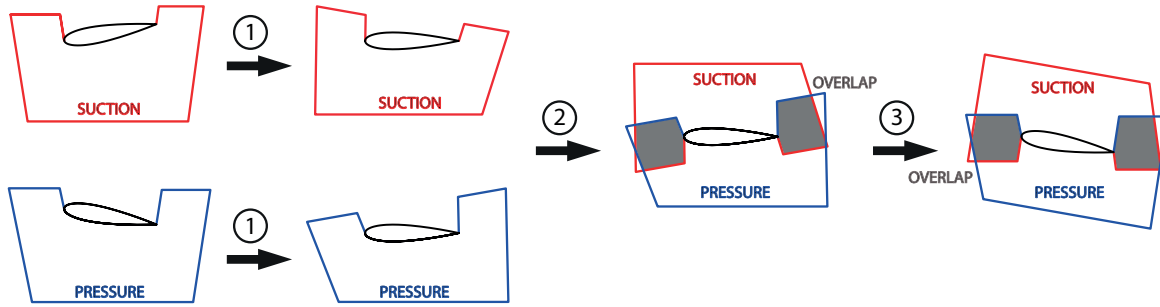 1
SUCTION
1
SUCTION
PRESSURE
1
PRESSURE
2
SUCTION
OVERLAP
PRESSURE
3
SUCTION
OVERLAP
PRESSURE